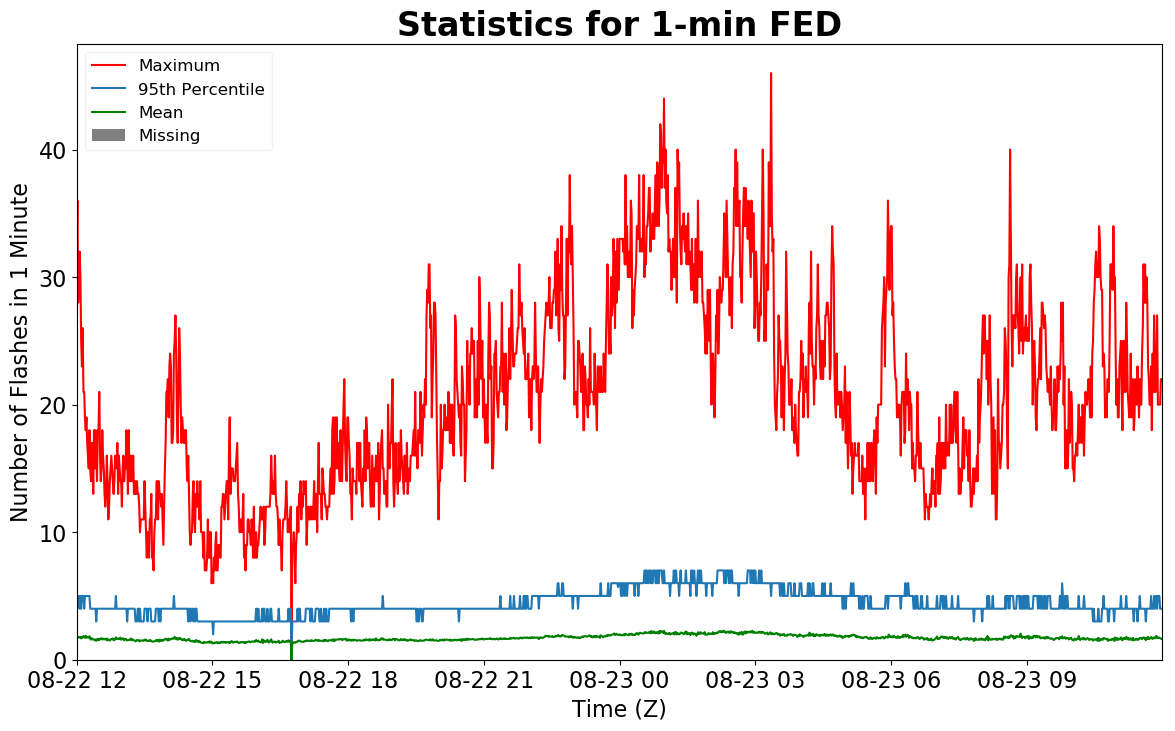 Statistics for 1-min FED
Maximum
95th Percentile
Mean
Missing
Number of Flashes in 1 Minute
40
30
20
10
0
08-22 12 08-22 15 08-22 18 08-22 21 08-23 00 08-23 03 08-23 06 08-23 09
Time (Z)